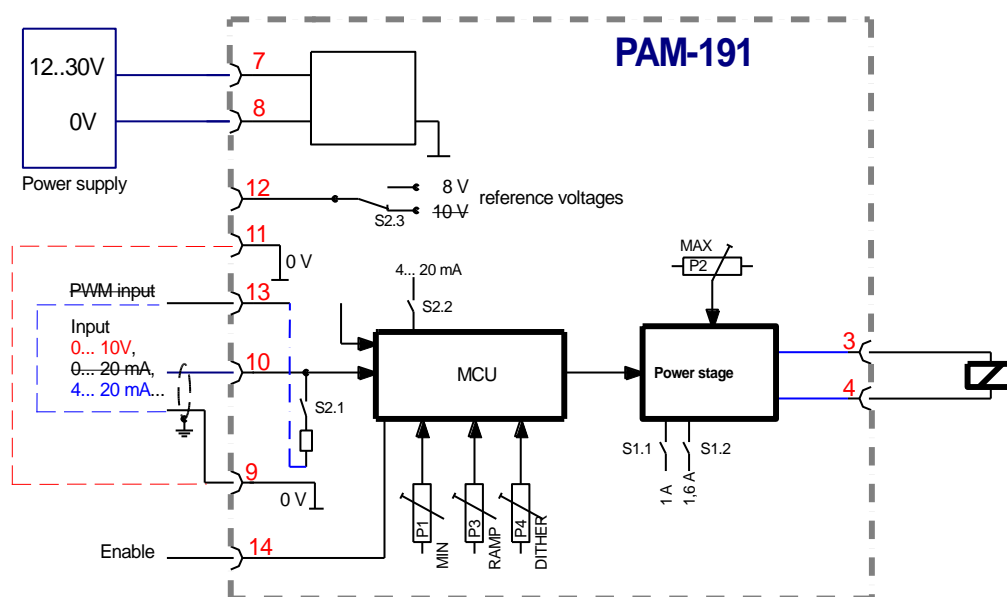 PAM-191
12..30V
0V
Power supply
7
8
12
8 V
10 V
reference voltages
S2.3
11
0 V
MAX
P2
4... 20 mA
S2.2
PWM input
13
Input
0... 10V,
0... 20 mA,
4... 20 mA...
10
S2.1
MCU
Power stage
3
4
S1.1
S1.2
1 A
1,6 A
9
0 V
P1
MIN
P3
RAMP
P4
DITHER
Enable
14